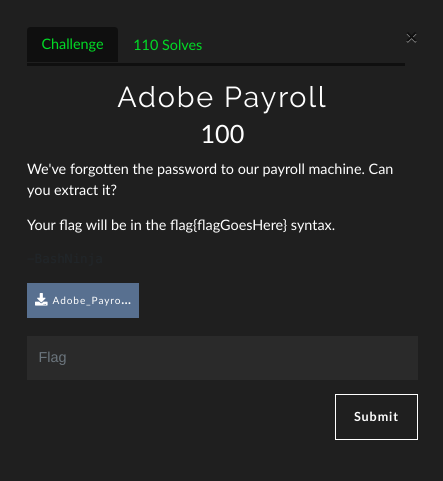 Challenge
110 Solves
×
Adobe Payroll
100
We've forgotten the password to our payroll machine. Can
you extract it?
Your flag will be in the flag{flagGoesHere} syntax.
Adobe_Payro...
Flag
Submit